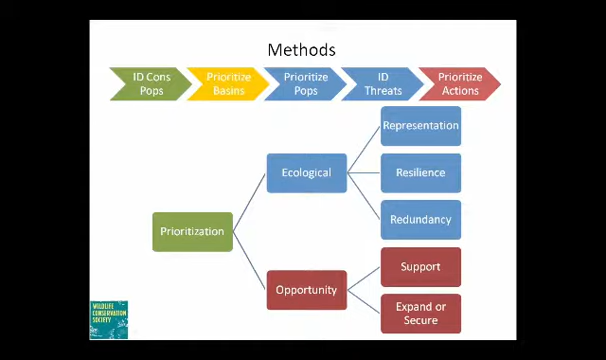 Methods
ID Cons
Pops
Prioritize
Basins
Prioritize
Pops
ID
Threats
Prioritize
Actions
Representation
Ecological
Resilience
Redundancy
Prioritization
Opportunity
Support
Expand or
Secure
WILDLIFE
CONSERVATION
SOCIETY